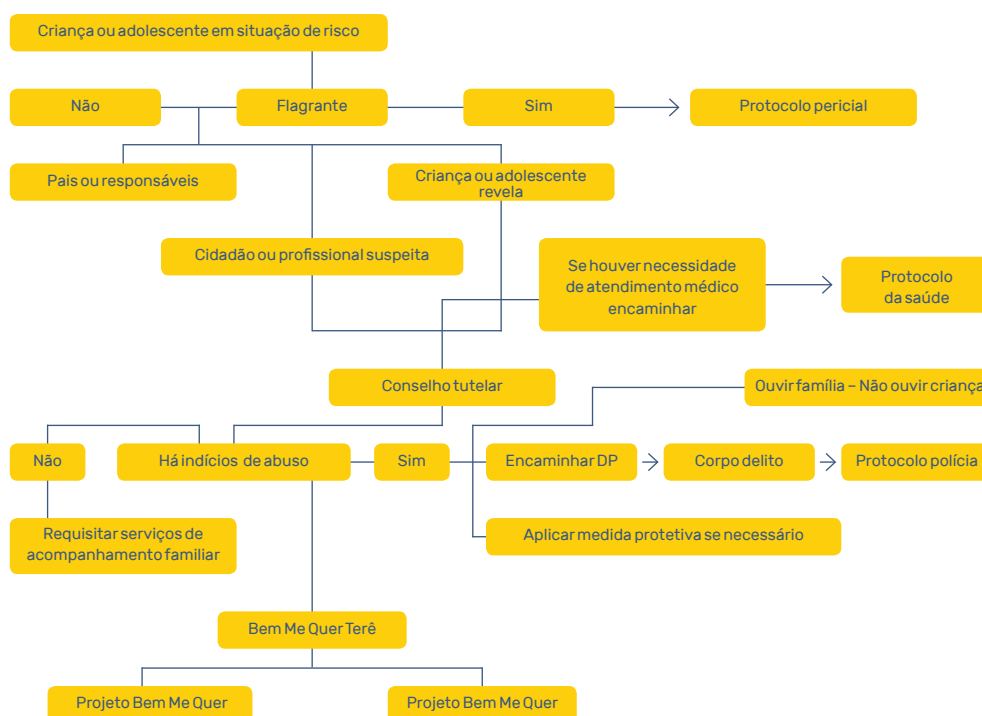 Criança ou adolescente em situação de risco
Não
Flagrante
Sim
Protocolo pericial
Pais ou responsáveis
Criança ou adolescente
revela
Cidadão ou profissional suspeita
Se houver necessidade
de atendimento médico
encaminhar
Protocolo
da saúde
Conselho tutelar
Ouvir família – Não ouvir criança
Não
Há indícios de abuso
Sim
Encaminhar DP
Corpo delito
Protocolo polícia
Requisitar serviços de
acompanhamento familiar
Aplicar medida protetiva se necessário
Bem Me Quer Terê
Projeto Bem Me Quer
Projeto Bem Me Quer